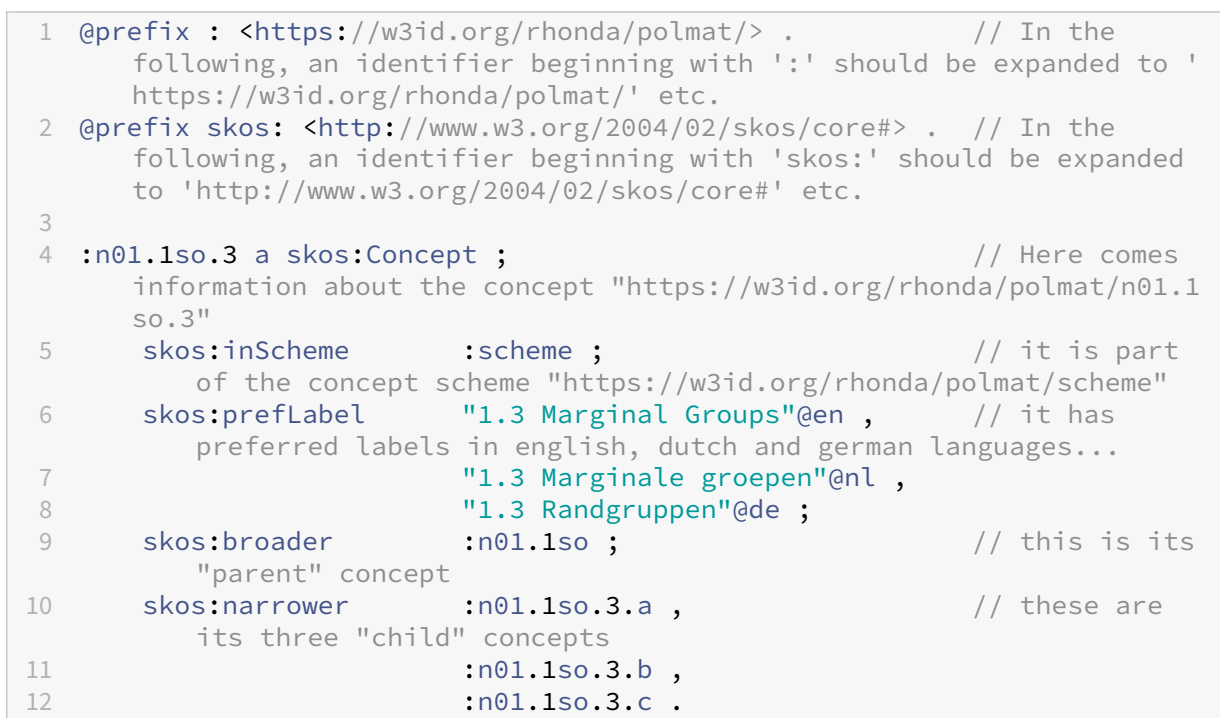 1 @prefix : <https://w3id.org/rhonda/polmat/> . // In the
following, an identifier beginning with ':' should be expanded to '
https://w3id.org/rhonda/polmat/' etc.
2 @prefix skos: <http://www.w3.org/2004/02/skos/core#> . // In the
following, an identifier beginning with 'skos:' should be expanded
to 'http://www.w3.org/2004/02/skos/core#' etc.
3
4 :n01.1so.3 a skos:Concept ; // Here comes
information about the concept "https://w3id.org/rhonda/polmat/n01.1
so.3"
5 skos:inScheme :scheme ; // it is part
of the concept scheme "https://w3id.org/rhonda/polmat/scheme"
6 skos:prefLabel "1.3 Marginal Groups"@en , // it has
preferred labels in english, dutch and german languages...
7 "1.3 Marginale groepen"@nl ,
8 "1.3 Randgruppen"@de ;
9 skos:broader :n01.1so ; // this is its
"parent" concept
10 skos:narrower :n01.1so.3.a , // these are
its three "child" concepts
11 :n01.1so.3.b ,
12 :n01.1so.3.c .